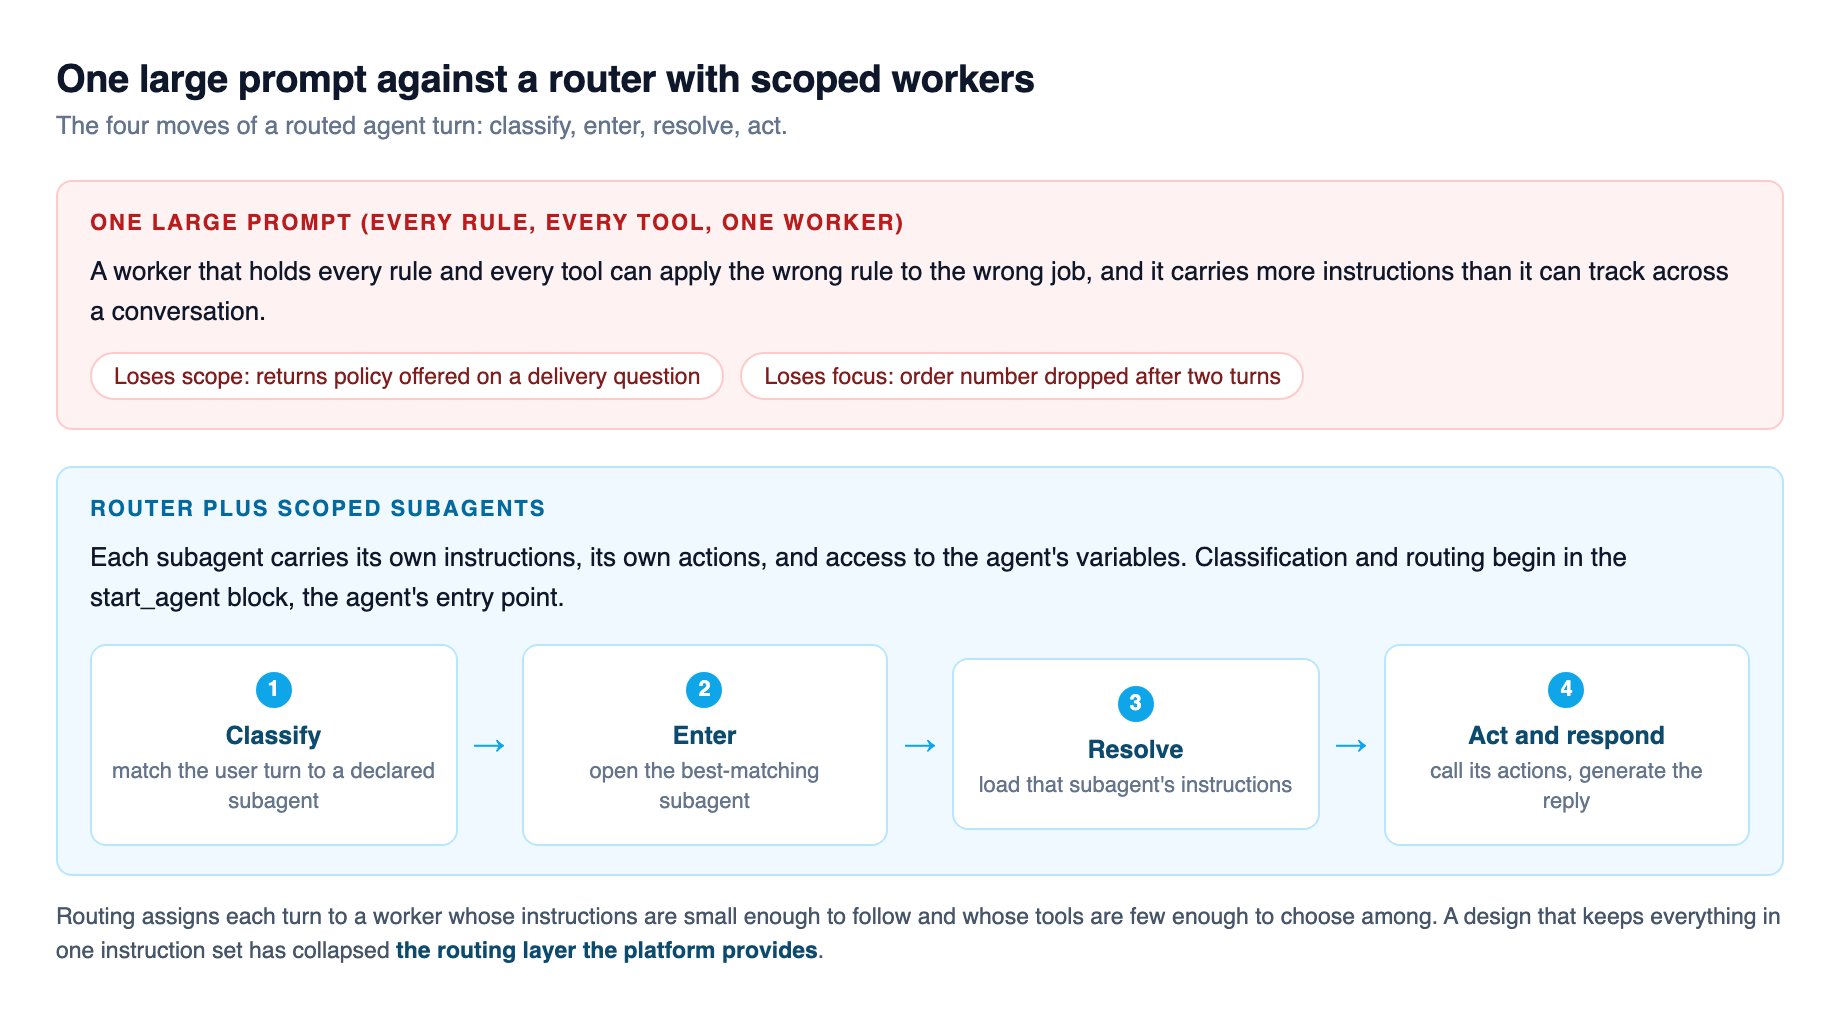 One large prompt against a router with scoped workers
The four moves of a routed agent turn: classify, enter, resolve, act.
ONE LARGE PROMPT (EVERY RULE, EVERY TOOL, ONE WORKER)
A worker that holds every rule and every tool can apply the wrong rule to the wrong job, and it carries more instructions than it can track across
a conversation.
Loses scope: returns policy offered on a delivery question
Loses focus: order number dropped after two turns
ROUTER PLUS SCOPED SUBAGENTS
Each subagent carries its own instructions, its own actions, and access to the agent's variables. Classification and routing begin in the
start_agent block, the agent's entry point.
1
Classify
match the user turn to a declared
subagent
→
2
Enter
open the best-matching
subagent
→
3
Resolve
load that subagent's instructions
→
4
Act and respond
call its actions, generate the
reply
Routing assigns each turn to a worker whose instructions are small enough to follow and whose tools are few enough to choose among. A design that keeps everything in
one instruction set has collapsed the routing layer the platform provides.